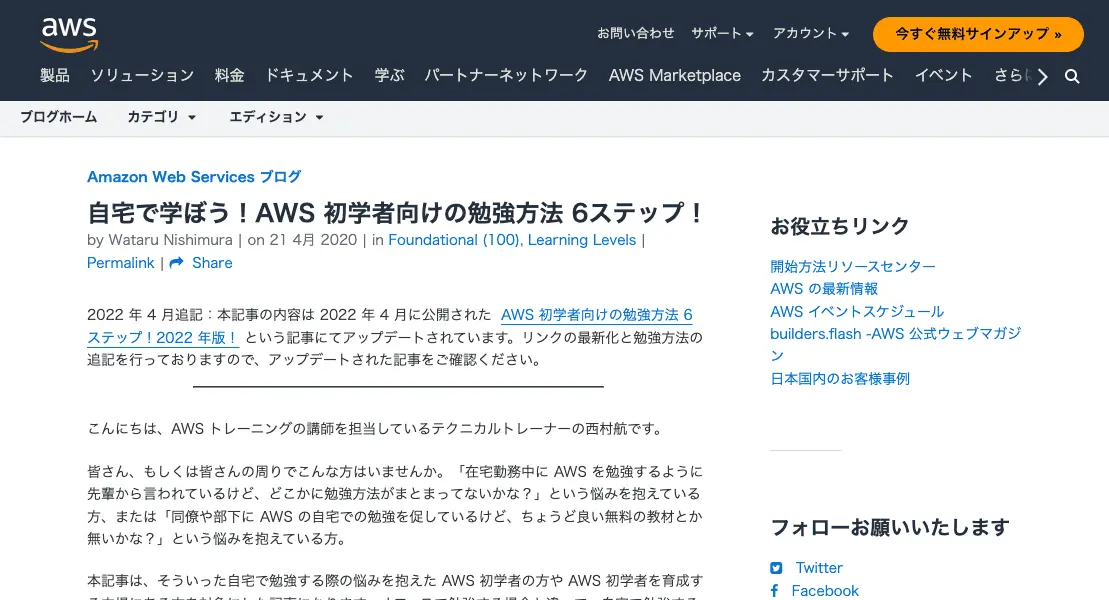 aws
お問い合わせ サポート アカウント 今すぐ無料サインアップ »
製品 ソリューション 料金 ドキュメント 学ぶ パートナーネットワーク AWS Marketplace カスタマーサポート イベント さらに
ブログホーム カテゴリ エディション
Amazon Web Services ブログ
自宅で学ぼう！AWS 初学者向けの勉強方法 6ステップ！
by Wataru Nishimura | on 21 4月 2020 | in Foundational (100), Learning Levels |
Permalink | Share
2022 年 4 月追記：本記事の内容は 2022 年 4 月に公開された AWS 初学者向けの勉強方法 6
ステップ！2022 年版！ という記事にてアップデートされています。リンクの最新化と勉強方法の
追記を行っておりますので、アップデートされた記事をご確認ください。
こんにちは、AWS トレーニングの講師を担当しているテクニカルトレーナーの西村航です。
皆さん、もしくは皆さんの周りでこんな方はいませんか。「在宅勤務中に AWS を勉強するように
先輩から言われているけど、どこかに勉強方法がまとまってないかな？」という悩みを抱えている
方、または「同僚や部下に AWS の自宅での勉強を促しているけど、ちょうど良い無料の教材とか
無いかな？」という悩みを抱えている方。
本記事は、そういった自宅で勉強する際の悩みを抱えた AWS 初学者の方や AWS 初学者を育成す
お役立ちリンク
開始方法リソースセンター
AWS の最新情報
AWS イベントスケジュール
builders.flash -AWS 公式ウェブマガジ
ン
日本国内のお客様事例
フォローお願いいたします
Twitter
Facebook